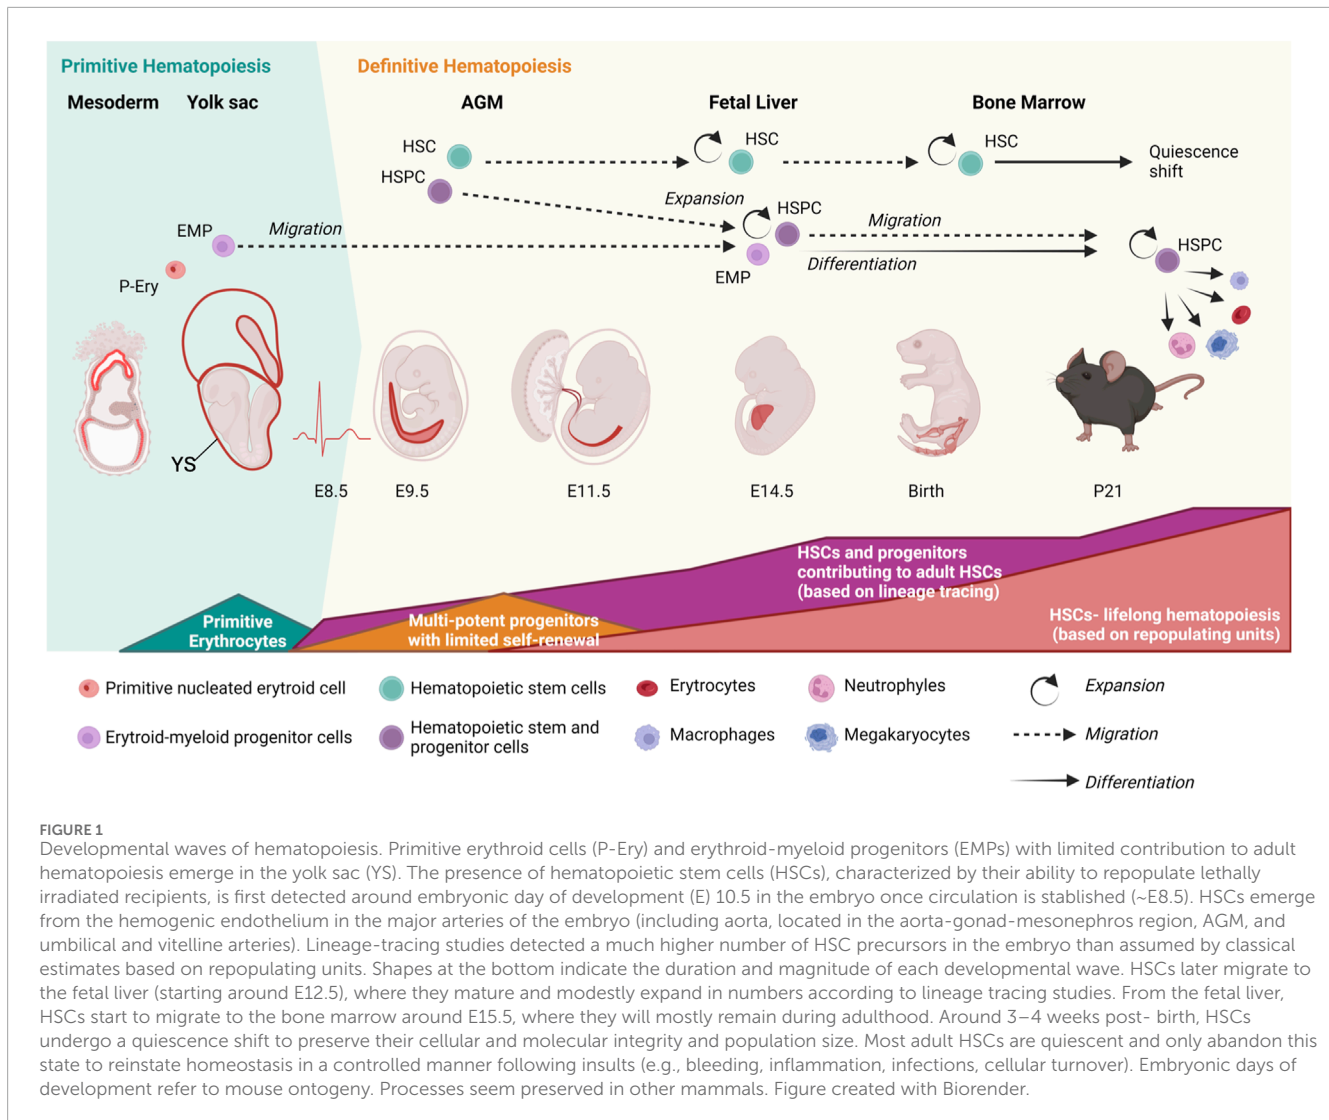 Primitive Hematopoiesis
Definitive Hematopoiesis
Mesoderm
Yolk sac
AGM
Fetal Liver
Bone Marrow
HSC
HSPC
HSC
HSC
Quiescence
shift
Expansion
HSPC
EMP
Migration
EMP
Migration
Differentiation
HSPC
P-Ery
YS
E8.5
E9.5
E11.5
E14.5
Birth
P21
Primitive
Erythrocytes
Multi-potent progenitors
with limited self-renewal
HSCs and progenitors
contributing to adult HSCs
(based on lineage tracing)
HSCs- lifelong hematopoiesis
(based on repopulating units)
Primitive nucleated erytroid cell
Hematopoietic stem cells
Erytrocytes
Neutrophyles
Expansion
Erytroid-myeloid progenitor cells
Hematopoietic stem and
progenitor cells
Macrophages
Megakaryocytes
Migration
Differentiation
FIGURE 1
Developmental waves of hematopoiesis. Primitive erythroid cells (P-Ery) and erythroid-myeloid progenitors (EMPs) with limited contribution to adult
hematopoiesis emerge in the yolk sac (YS). The presence of hematopoietic stem cells (HSCs), characterized by their ability to repopulate lethally
irradiated recipients, is first detected around embryonic day of development (E) 10.5 in the embryo once circulation is stablished (~E8.5). HSCs emerge
from the hemogenic endothelium in the major arteries of the embryo (including aorta, located in the aorta-gonad-mesonephros region, AGM, and
umbilical and vitelline arteries). Lineage-tracing studies detected a much higher number of HSC precursors in the embryo than assumed by classical
estimates based on repopulating units. Shapes at the bottom indicate the duration and magnitude of each developmental wave. HSCs later migrate to
the fetal liver (starting around E12.5), where they mature and modestly expand in numbers according to lineage tracing studies. From the fetal liver,
HSCs start to migrate to the bone marrow around E15.5, where they will mostly remain during adulthood. Around 3–4 weeks post- birth, HSCs
undergo a quiescence shift to preserve their cellular and molecular integrity and population size. Most adult HSCs are quiescent and only abandon this
state to reinstate homeostasis in a controlled manner following insults (e.g., bleeding, inflammation, infections, cellular turnover). Embryonic days of
development refer to mouse ontogeny. Processes seem preserved in other mammals. Figure created with Biorender.